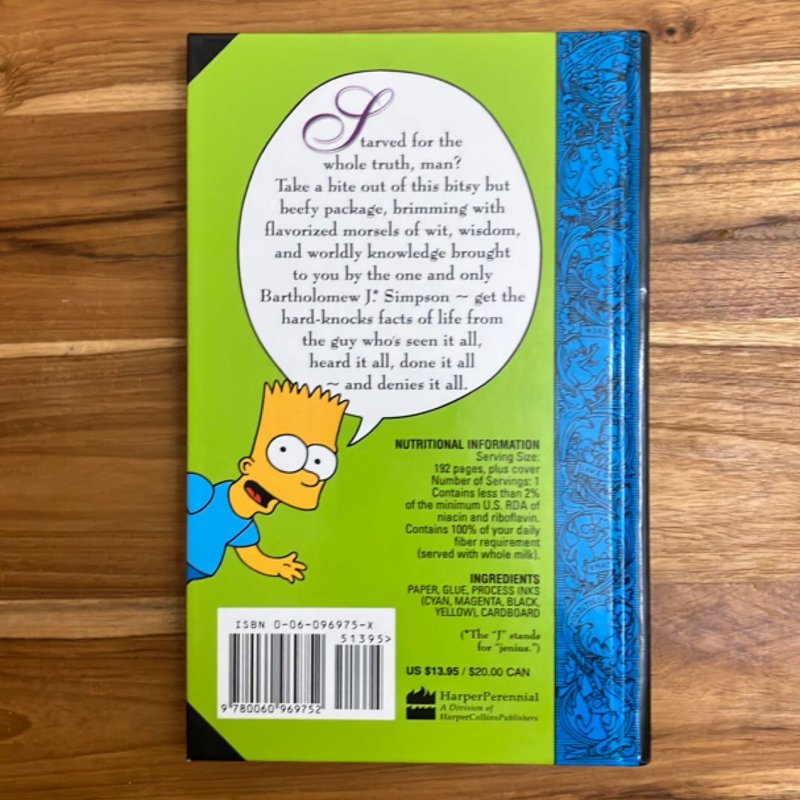 Starved for the
whole truth, man?
Take a bite out of this bitsy but
beefy package, brimming with
flavorized morsels of wit, wisdom,
and worldly knowledge brought
to you by the one and only
Bartholomew J.* Simpson ~ get the
hard-knocks facts of life from
the guy who's seen it all,
heard it all, done it all
~ and denies it all.
NUTRITIONAL INFORMATION
Serving Size:
192 pages, plus cover
Number of Servings: 1
Contains less than 2%
of the minimum U.S. RDA of
niacin and riboflavin.
Contains 100% of your daily
fiber requirement
(served with whole milk).
INGREDIENTS
PAPER, GLUE, PROCESS INKS
(CYAN, MAGENTA, BLACK,
YELLOW), CARDBOARD
(*The "J" stands
for "jenius.")
ISBN 0-06-096975-X
51395>
9 780060 969752
US $13.95 / $20.00 CAN
HarperPerennial
A Division of
HarperCollinsPublishers